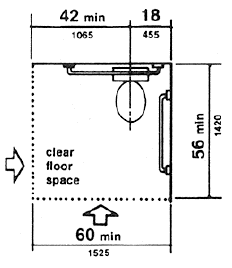 42 min
18
1065
455
clear
floor
space
56 min
1420
60 min
1525